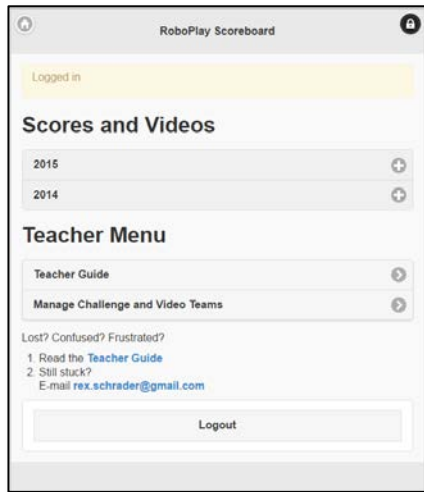 RoboPlay Scoreboard
Logged in
Scores and Videos
2015
2014
Teacher Menu
Teacher Guide
Manage Challenge and Video Teams
Lost? Confused? Frustrated?
1. Read the Teacher Guide
2. Still stuck?
E-mail rex.schrader@gmail.com
Logout